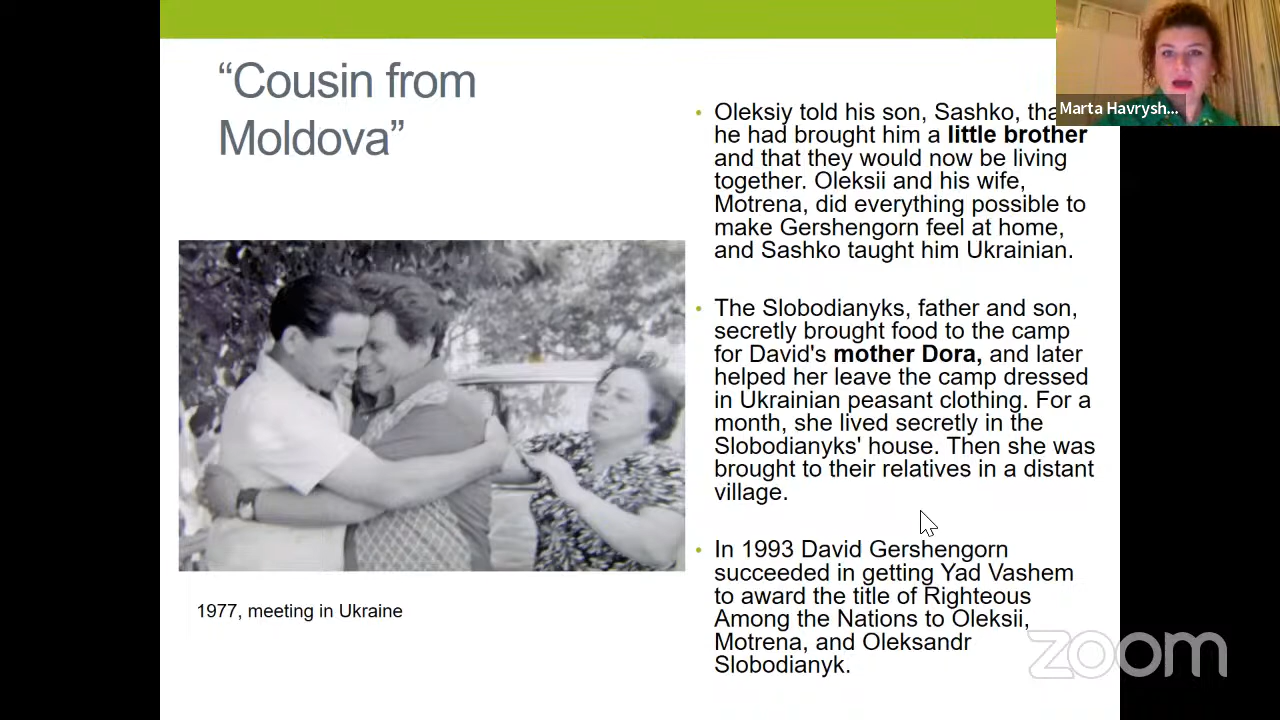 “Cousin from
Moldova”
1977, meeting in Ukraine
• Oleksiy told his son, Sashko,
he had brought him a little brother
and that they would now be living
together. Oleksii and his wife,
Motrena, did everything possible to
make Gershengorn feel at home,
and Sashko taught him Ukrainian.
• The Slobodianyks, father and son,
secretly brought food to the camp
for David's mother Dora, and later
helped her leave the camp dressed
in Ukrainian peasant clothing. For a
month, she lived secretly in the
Slobodianyks' house. Then she was
brought to their relatives in a distant
village.
• In 1993 David Gershengorn
succeeded in getting Yad Vashem
to award the title of Righteous
Among the Nations to Oleksii,
Motrena, and Oleksandr
Slobodianyk.
Marta Havrysh...
zoom